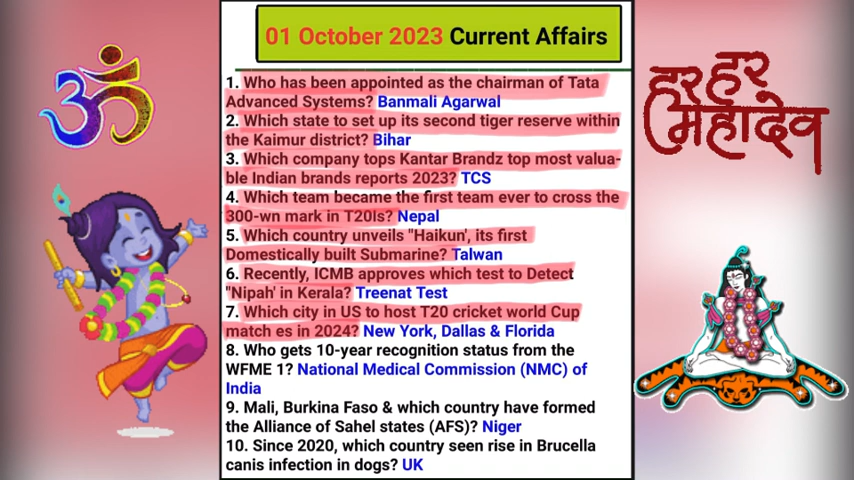 ॐ
01 October 2023 Current Affairs
1. Who has been appointed as the chairman of Tata
Advanced Systems? Banmali Agarwal
2. Which state to set up its second tiger reserve within
the Kaimur district? Bihar
3. Which company tops Kantar Brandz top most valua-
ble Indian brands reports 2023? TCS
4. Which team became the first team ever to cross the
300-wn mark in T20Is? Nepal
5. Which country unveils "Haikun', its first
Domestically built Submarine? Talwan
6. Recently, ICMB approves which test to Detect
"Nipah' in Kerala? Treenat Test
7. Which city in US to host T20 cricket world Cup
match es in 2024? New York, Dallas & Florida
8. Who gets 10-year recognition status from the
WFME 1? National Medical Commission (NMC) of
India
9. Mali, Burkina Faso & which country have formed
the Alliance of Sahel states (AFS)? Niger
10. Since 2020, which country seen rise in Brucella
canis infection in dogs? UK
हर हर
महादेव